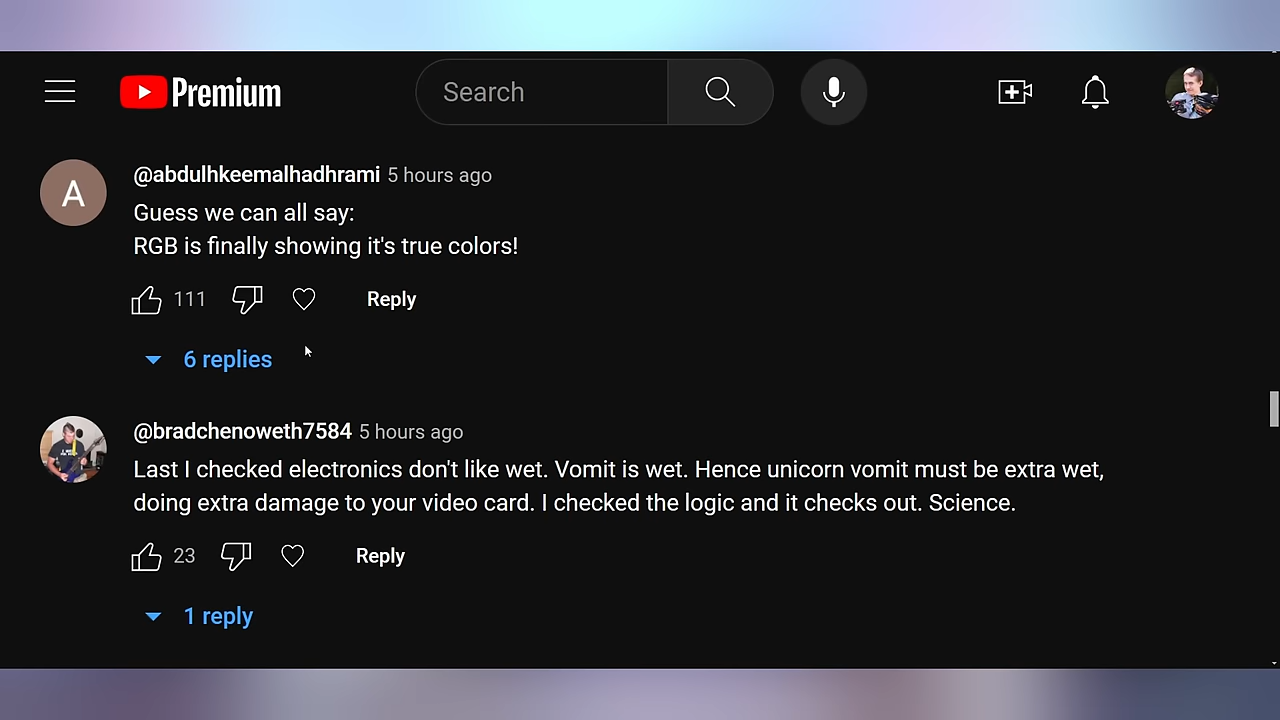 Premium
Search
A
@abdulhkeemalhadhrami 5 hours ago
Guess we can all say:
RGB is finally showing it's true colors!
111 Reply
6 replies
@bradchenoweth7584 5 hours ago
Last I checked electronics don't like wet. Vomit is wet. Hence unicorn vomit must be extra wet,
doing extra damage to your video card. I checked the logic and it checks out. Science.
23 Reply
1 reply